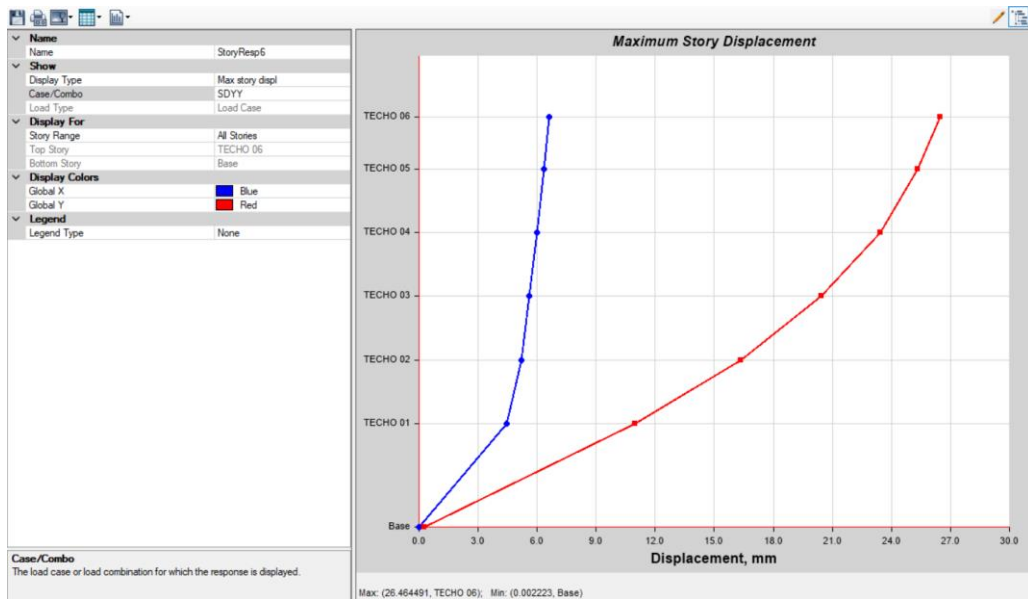 Name
Name StoryResp6
Show
Display Type Max story displ
Case/Combo SDYY
Load Type Load Case
Display For
Story Range All Stories
Top Story TECHO 06
Bottom Story Base
Display Colors
Global X Blue
Global Y Red
Legend
Legend Type None
Case/Combo
The load case or load combination for which the response is displayed.
Maximum Story Displacement
TECHO 06
TECHO 05
TECHO 04
TECHO 03
TECHO 02
TECHO 01
Base
0.0 3.0 6.0 9.0 12.0 15.0 18.0 21.0 24.0 27.0 30.0
Displacement, mm
Max: (26.464491, TECHO 06); Min: (0.002223, Base)